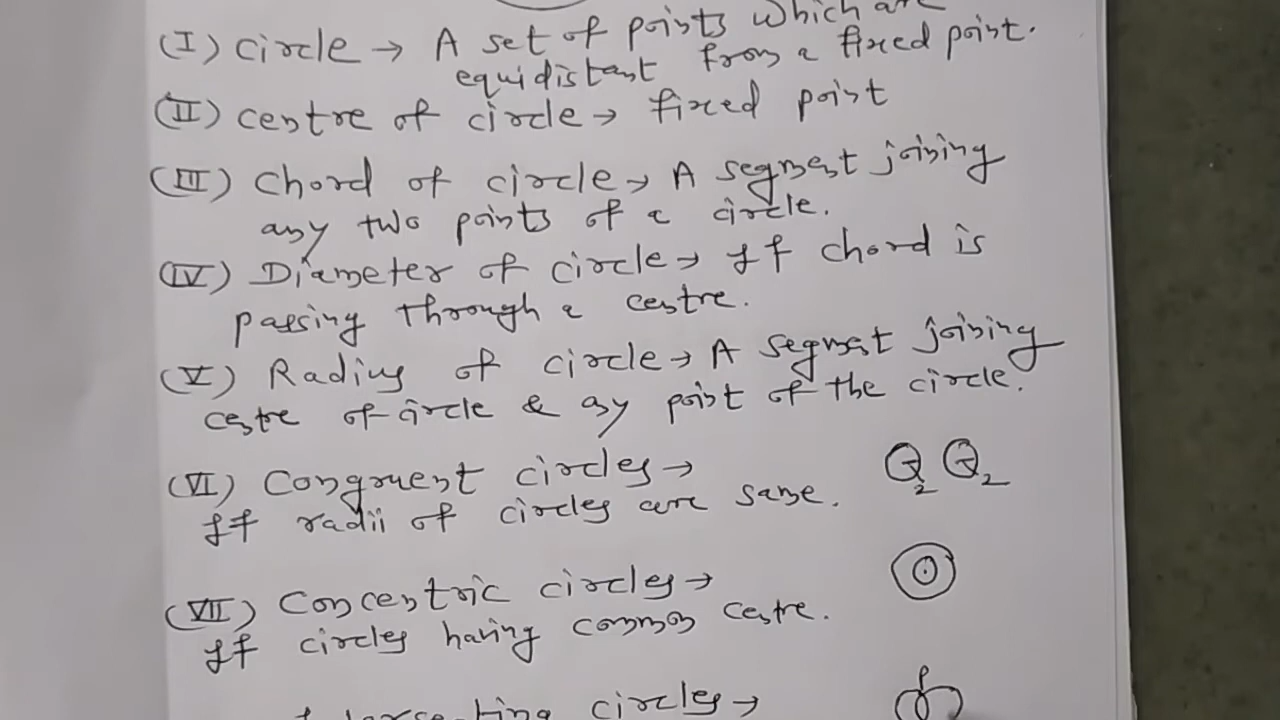 (I) Circle → A set of points which are
equidistant from a fixed point.
(II) Centre of circle → fixed point
(III) Chord of circle → A segment joining
any two points of a circle.
(IV) Diameter of circle → If chord is
passing through a centre.
(V) Radius of circle → A segment joining
centre of circle & any point of the circle.
(VI) Congruent circles →
If radii of circles are same.
2 2
(VII) Concentric circles →
If circles having common centre.
circles →